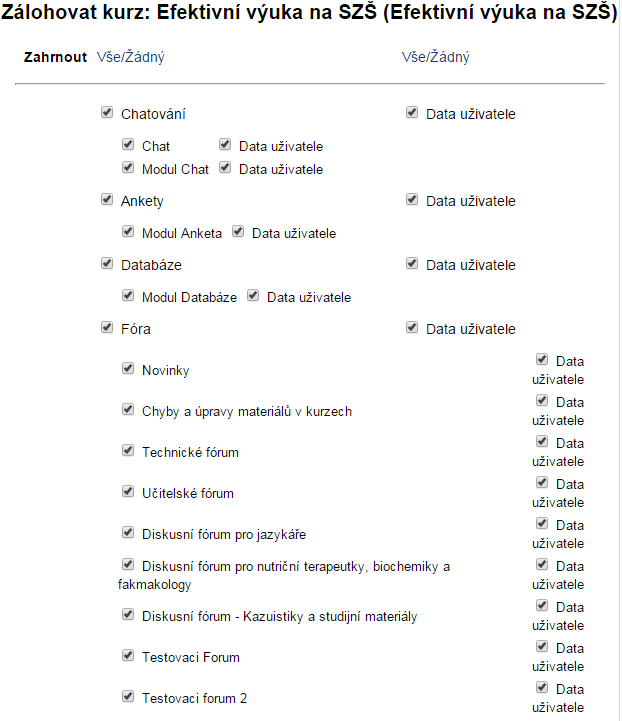 Zálohovat kurz: Efektivní výuka na SZŠ (Efektivní výuka na SZŠ)
Zahrnout Vše/Žádný Vše/Žádný
Chatování Data uživatele
Chat Data uživatele
Modul Chat Data uživatele
Ankety Data uživatele
Modul Anketa Data uživatele
Databáze Data uživatele
Modul Databáze Data uživatele
Fóra Data uživatele
Novinky Data
uživatele
Chyby a úpravy materiálů v kurzech Data
uživatele
Technické fórum Data
uživatele
Učitelské fórum Data
uživatele
Diskusní fórum pro jazykáře Data
uživatele
Diskusní fórum pro nutriční terapeutky, biochemiky a Data
fakmakology uživatele
Diskusní fórum - Kazuistiky a studijní materiály Data
uživatele
Testovaci Forum Data
uživatele
Testovaci forum 2 Data
uživatele